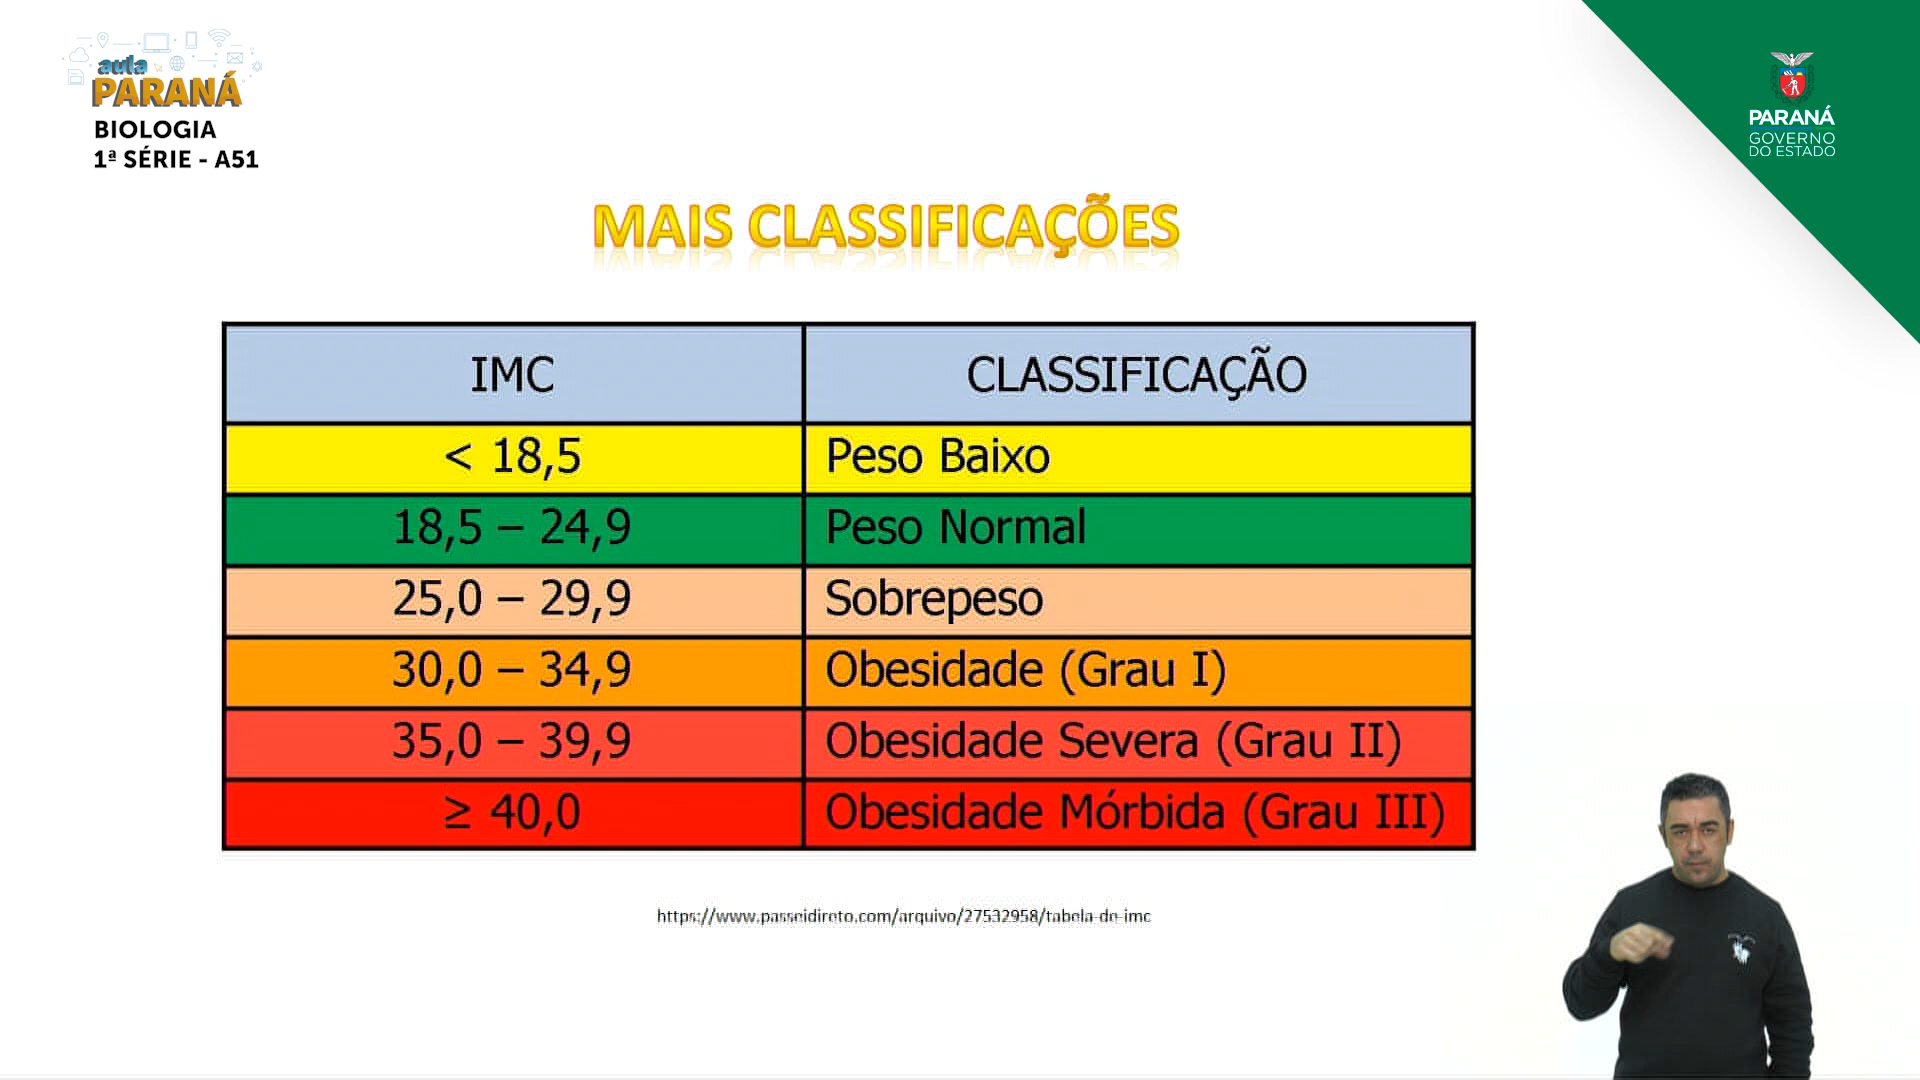 aula
PARANÁ
BIOLOGIA
1ª SÉRIE - A51
PARANÁ
GOVERNO
DO ESTADO
MAIS CLASSIFICAÇÕES
IMC CLASSIFICAÇÃO
< 18,5 Peso Baixo
18,5 – 24,9 Peso Normal
25,0 – 29,9 Sobrepeso
30,0 – 34,9 Obesidade (Grau I)
35,0 – 39,9 Obesidade Severa (Grau II)
≥ 40,0 Obesidade Mórbida (Grau III)
https://www.passeidireto.com/arquivo/27532958/tabela-de-imc